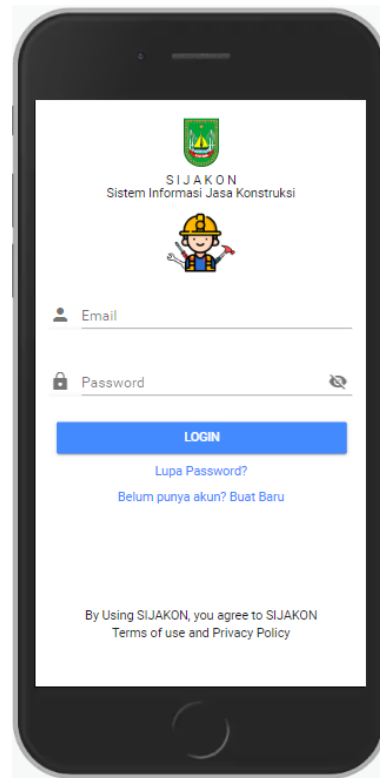 SIJAKON
Sistem Informasi Jasa Konstruksi
Email
Password
LOGIN
Lupa Password?
Belum punya akun? Buat Baru
By Using SIJAKON, you agree to SIJAKON
Terms of use and Privacy Policy